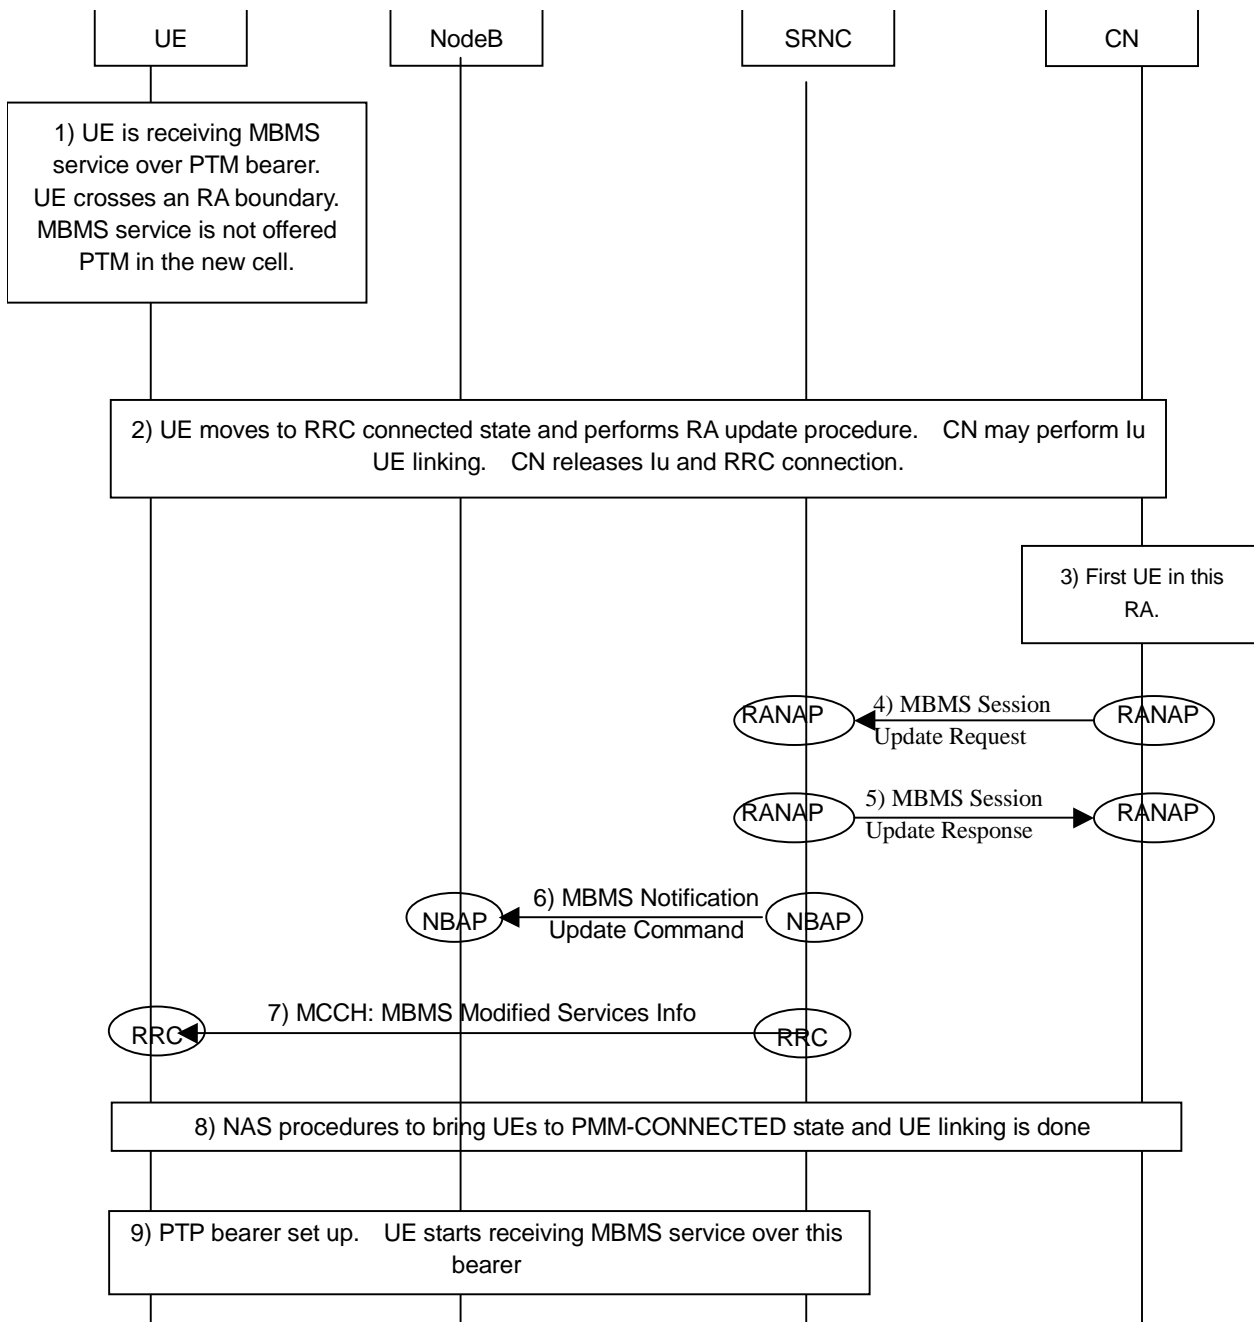 UE
NodeB
SRNC
CN
1) UE is receiving MBMS
service over PTM bearer.
UE crosses an RA boundary.
MBMS service is not offered
PTM in the new cell.
2) UE moves to RRC connected state and performs RA update procedure. CN may perform Iu
UE linking. CN releases Iu and RRC connection.
3) First UE in this
RA.
RANAP
4) MBMS Session
Update Request
RANAP
RANAP
5) MBMS Session
Update Response
RANAP
NBAP
6) MBMS Notification
Update Command
NBAP
RRC
7) MCCH: MBMS Modified Services Info
RRC
8) NAS procedures to bring UEs to PMM-CONNECTED state and UE linking is done
9) PTP bearer set up. UE starts receiving MBMS service over this
bearer